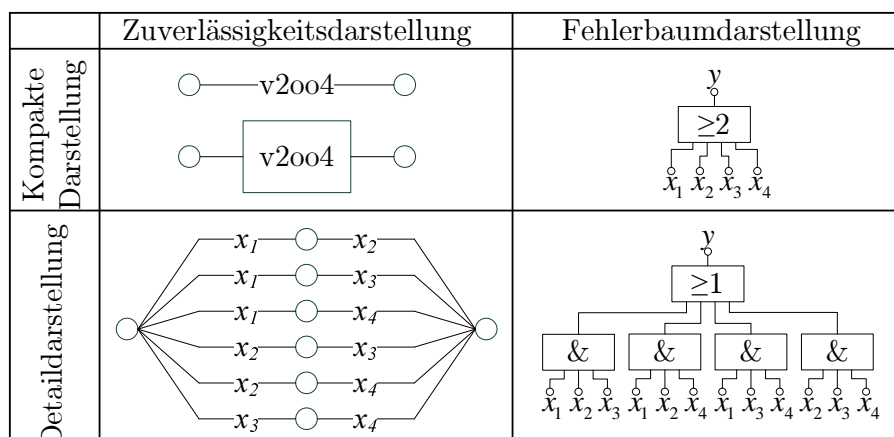 Zuverlässigkeitsdarstellung Fehlerbaumdarstellung
Kompakte
Darstellung
v2oo4
v2oo4
y
≥2
x1 x2 x3 x4
Detaildarstellung
x1 x2
x1 x3
x1 x4
x2 x3
x2 x4
x3 x4
y
≥1
& & & &
x1 x2 x3 x1 x2 x4 x1 x3 x4 x2 x3 x4